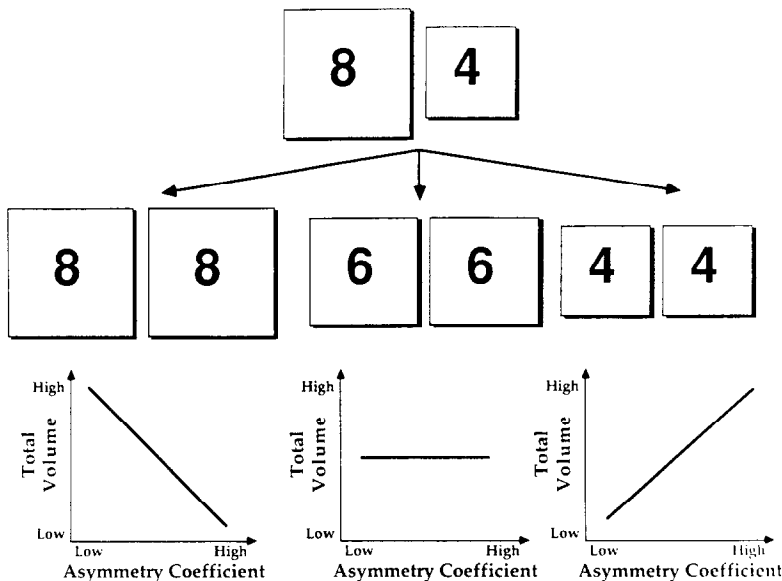 8 4
8 8 6 6 4 4
High High High
Total Volume Total Volume Total Volume
Low Low Low
Low High Low High Low High
Asymmetry Coefficient Asymmetry Coefficient Asymmetry Coefficient